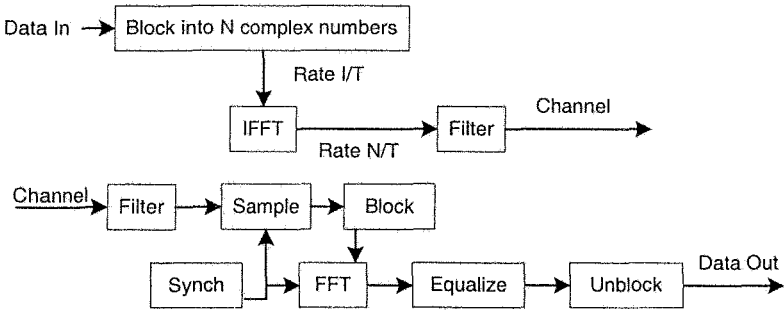 Data In
Block into N complex numbers
Rate I/T
IFFT
Rate N/T
Filter
Channel
Channel
Filter
Sample
Block
Synch
FFT
Equalize
Unblock
Data Out